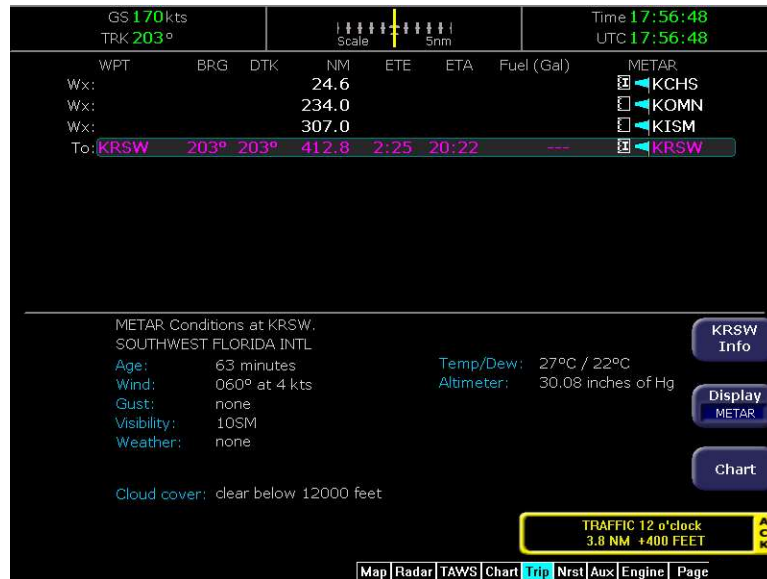 GS 170kts
TRK 203°
Scale 5nm
Time 17:56:48
UTC 17:56:48
WPT BRG DTK NM ETE ETA Fuel (Gal) METAR
Wx: 24.6 KCHS
Wx: 234.0 KOMN
Wx: 307.0 KISM
To: KRSW 203° 203° 412.8 2:25 20:22 --- KRSW
METAR Conditions at KRSW.
SOUTHWEST FLORIDA INTL
Age: 63 minutes
Wind: 060° at 4 kts
Gust: none
Visibility: 10SM
Weather: none
Temp/Dew: 27°C / 22°C
Altimeter: 30.08 inches of Hg
Cloud cover: clear below 12000 feet
KRSW
Info
Display
METAR
Chart
TRAFFIC 12 o'clock
3.8 NM +400 FEET
ACK
Map Radar TAWS Chart Trip Nrst Aux Engine Page